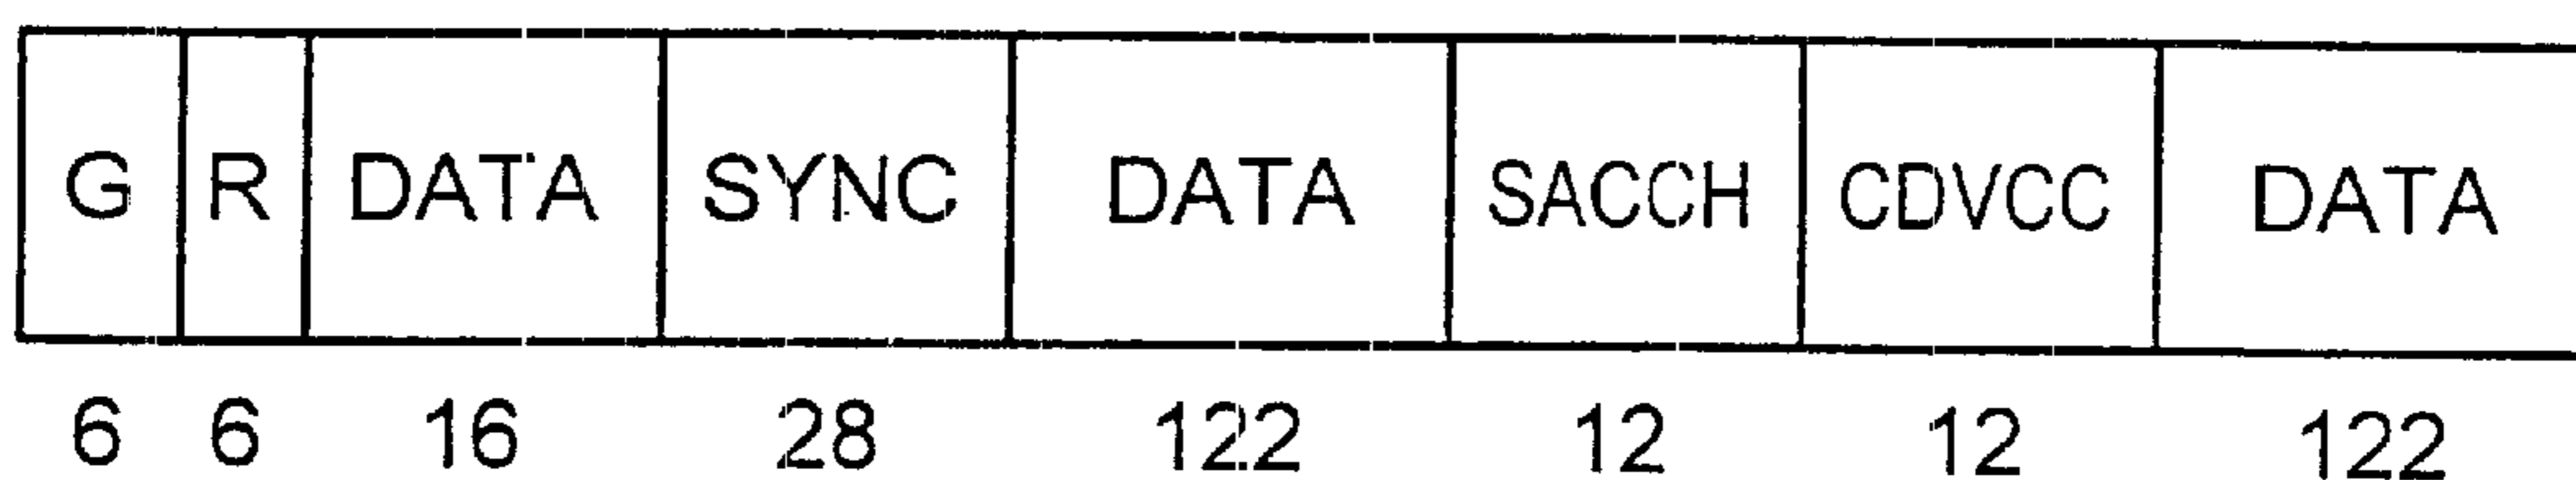 G R DATA SYNC DATA SACCH CDVCC DATA
6 6 16 28 122 12 12 122